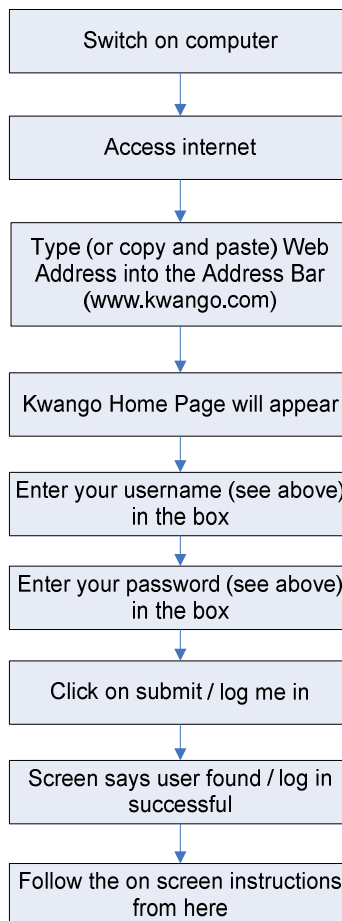 Switch on computer
Access internet
Type (or copy and paste) Web
Address into the Address Bar
(www.kwango.com)
Kwango Home Page will appear
Enter your username (see above)
in the box
Enter your password (see above)
in the box
Click on submit / log me in
Screen says user found / log in
successful
Follow the on screen instructions
from here